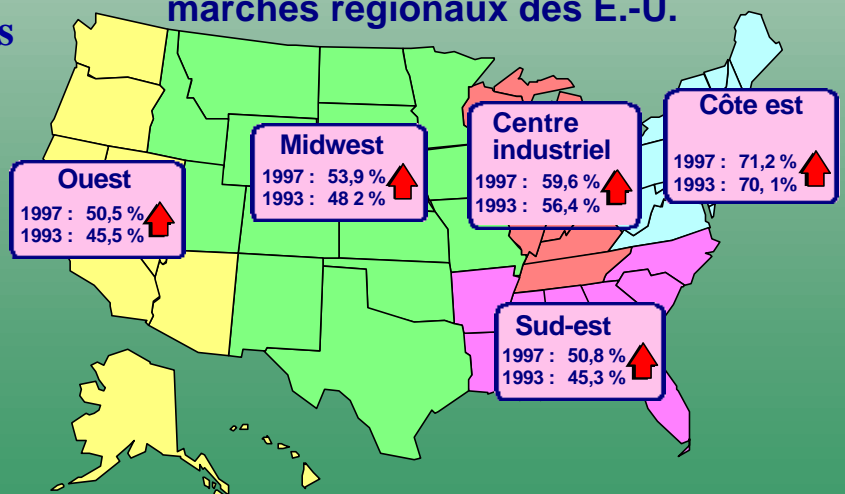 marchés régionaux des É.-U.
s
Côte est
1997 : 71,2 %
1993 : 70, 1%
Centre
industriel
1997 : 59,6 %
1993 : 56,4 %
Midwest
1997 : 53,9 %
1993 : 48 2 %
Ouest
1997 : 50,5 %
1993 : 45,5 %
Sud-est
1997 : 50,8 %
1993 : 45,3 %